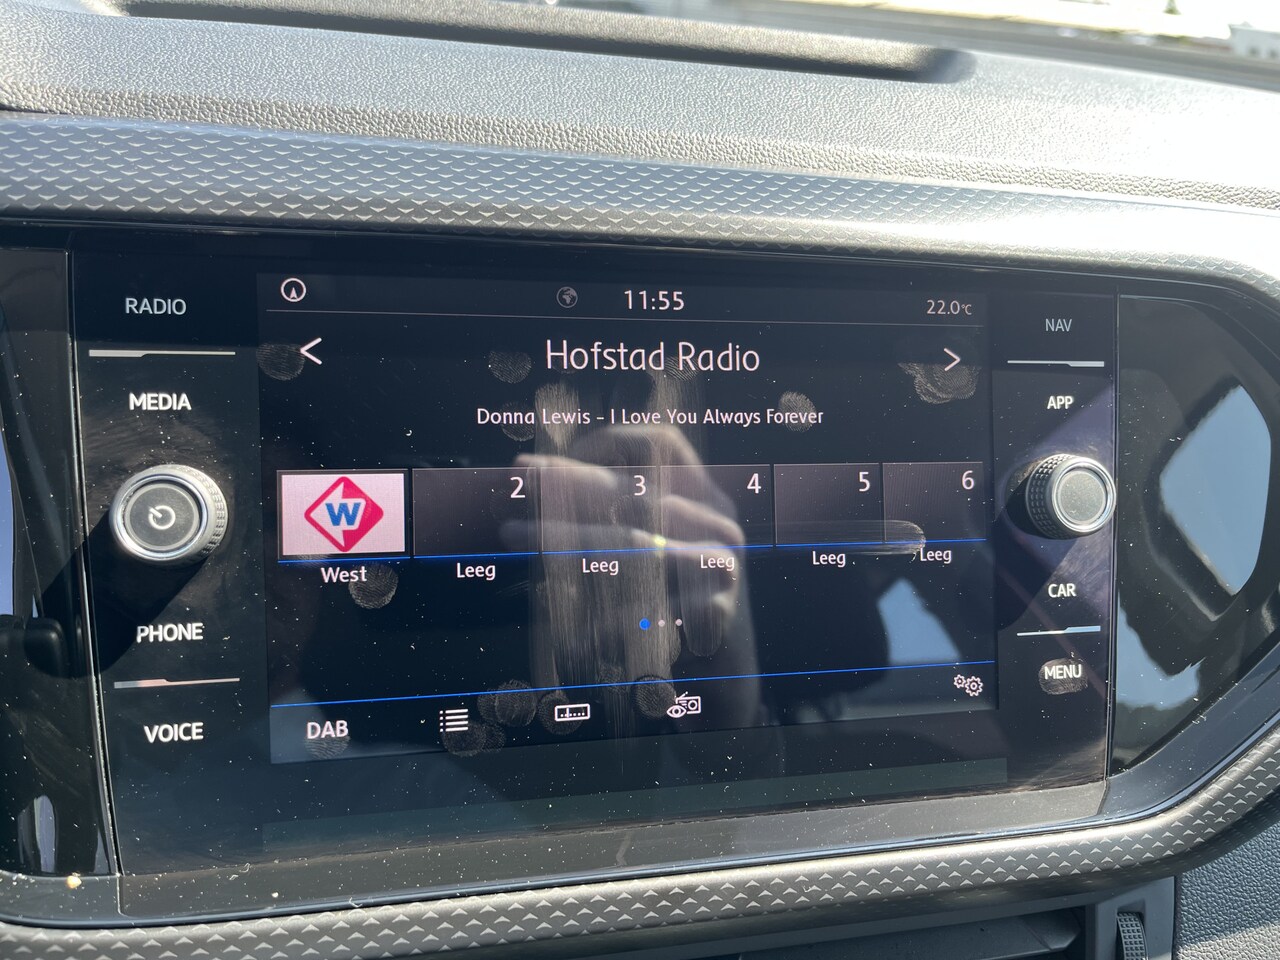 RADIO
MEDIA
PHONE
VOICE
11:55
22.0°C
< Hofstad Radio >
Donna Lewis - I Love You Always Forever
W 2 3 4 5 6
West Leeg Leeg Leeg Leeg Leeg
DAB
NAV
APP
CAR
MENU